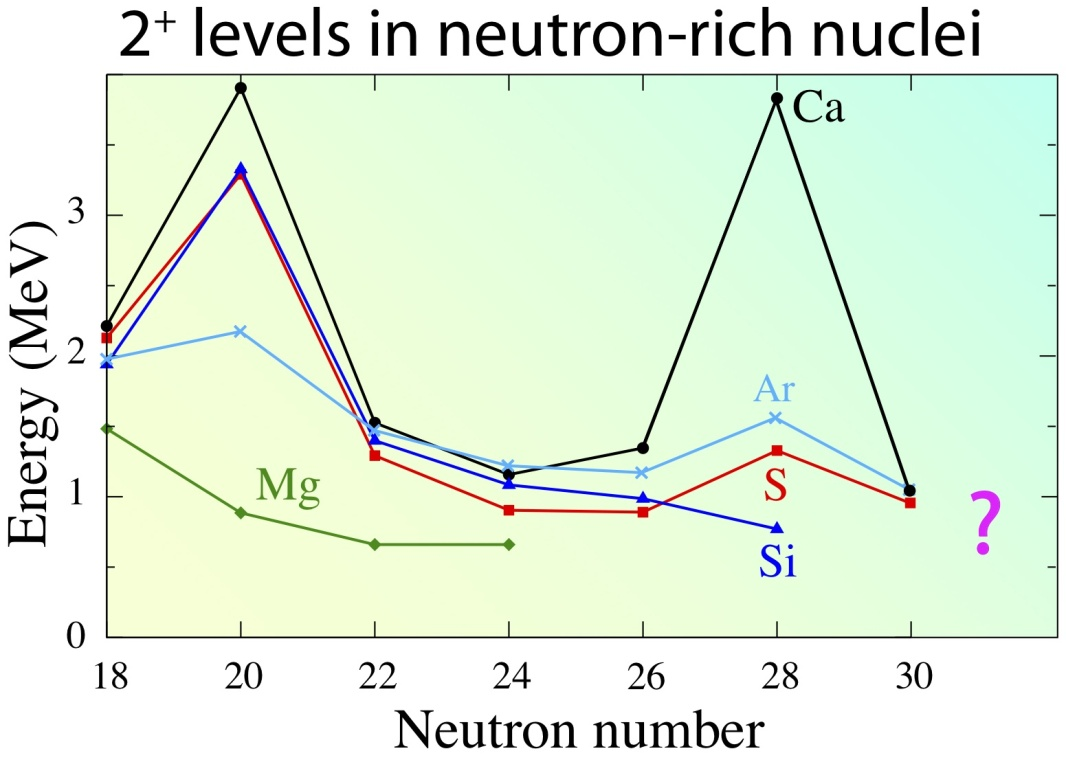 2⁺ levels in neutron-rich nuclei
Ca
3
Energy (MeV)
2
Ar
Mg
S
1
?
Si
0
18 20 22 24 26 28 30
Neutron number